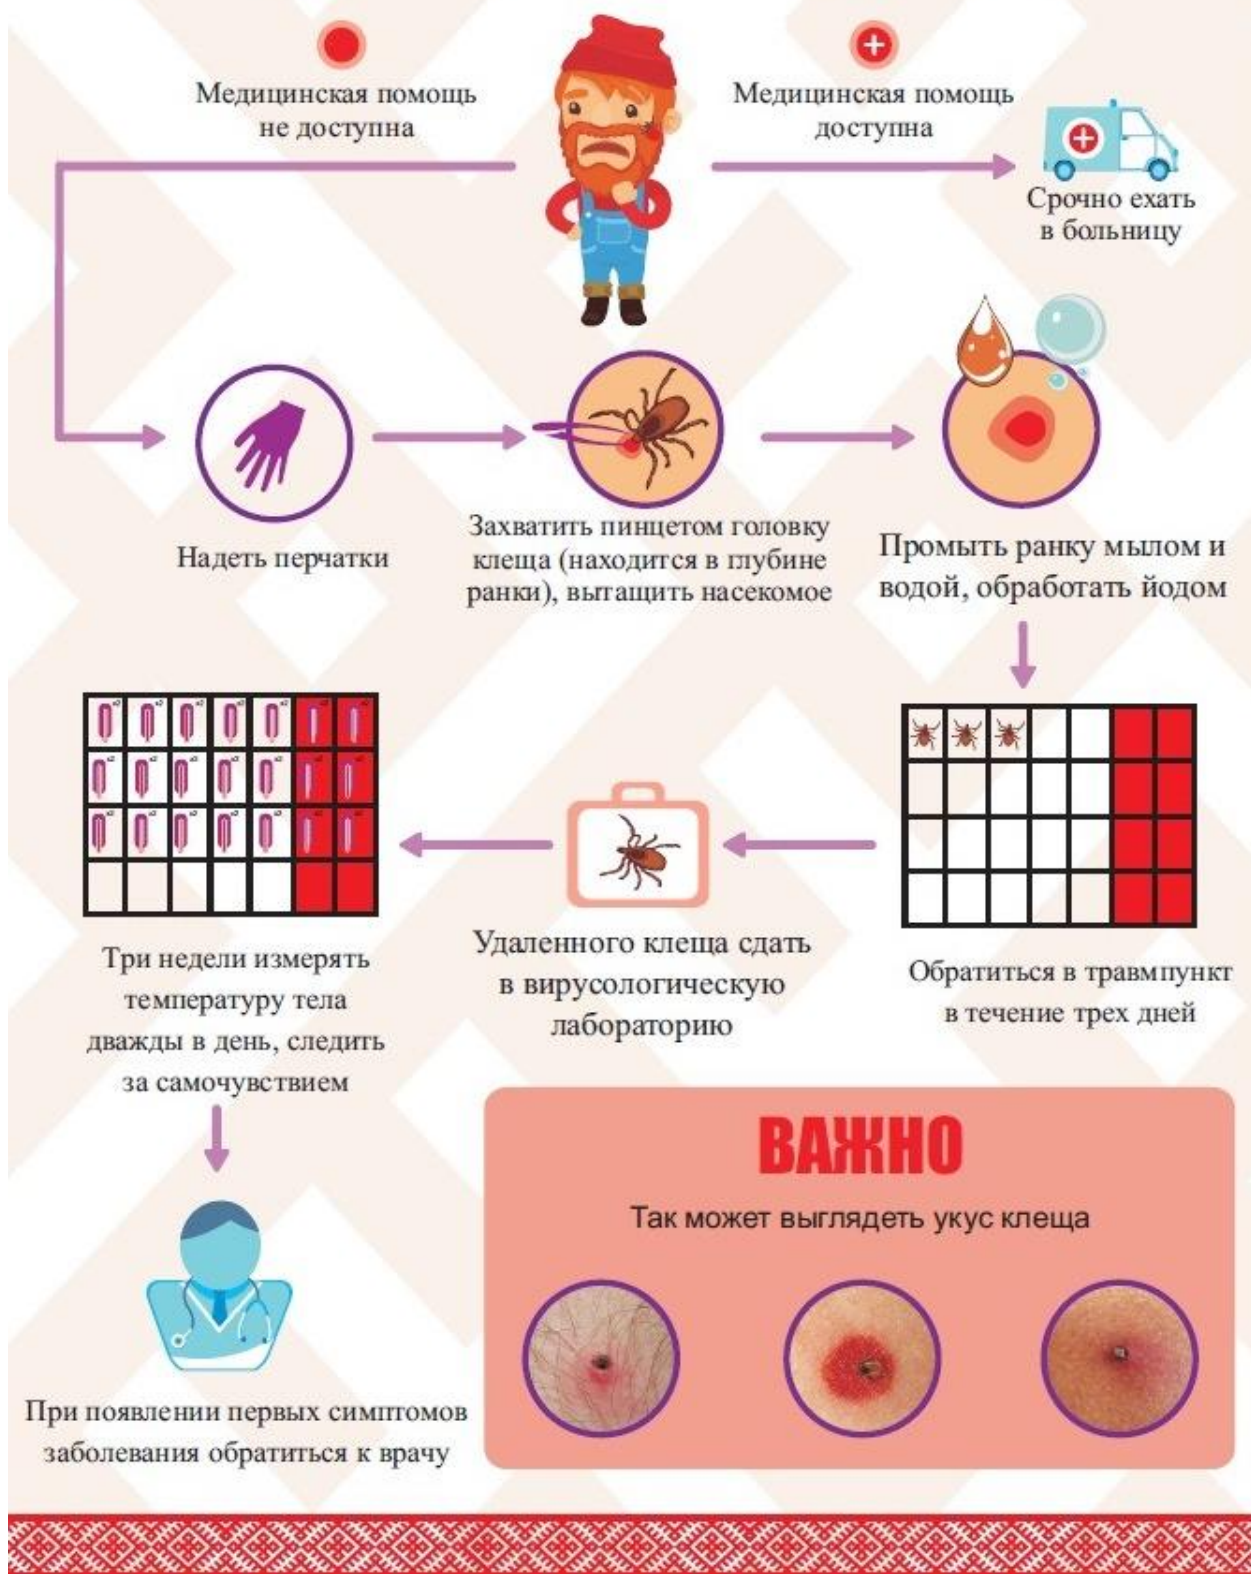 Медицинская помощь
не доступна
Медицинская помощь
доступна
Срочно ехать
в больницу
Надеть перчатки
Захватить пинцетом головку
клеща (находится в глубине
ранки), вытащить насекомое
Промыть ранку мылом и
водой, обработать йодом
Обратиться в травмпункт
в течение трех дней
Удаленного клеща сдать
в вирусологическую
лабораторию
Три недели измерять
температуру тела
дважды в день, следить
за самочувствием
При появлении первых симптомов
заболевания обратиться к врачу
ВАЖНО
Так может выглядеть укус клеща